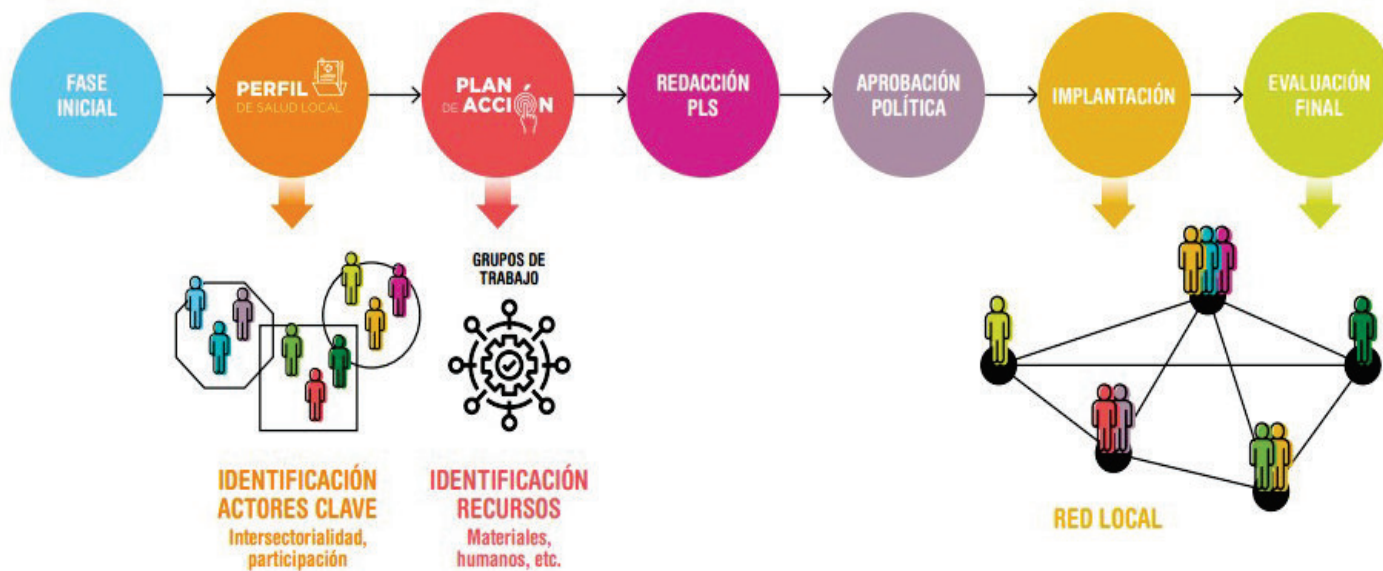 FASE
INICIAL
PERFIL
DE SALUD LOCAL
PLAN
DE ACCIÓN
REDACCIÓN
PLS
APROBACIÓN
POLÍTICA
IMPLANTACIÓN
EVALUACIÓN
FINAL
GRUPOS DE
TRABAJO
IDENTIFICACIÓN
ACTORES CLAVE
Intersectorialidad,
participación
IDENTIFICACIÓN
RECURSOS
Materiales,
humanos, etc.
RED LOCAL